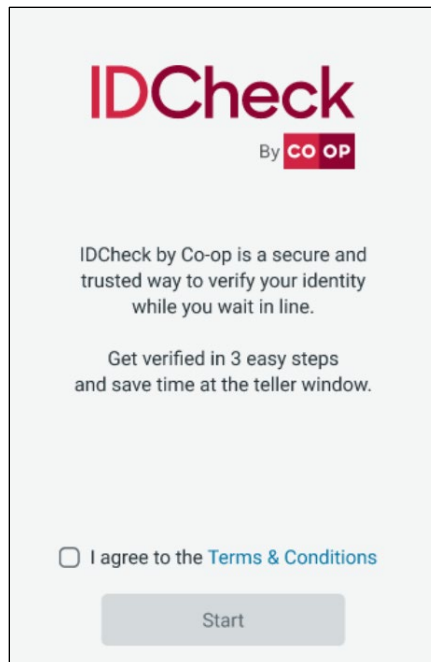 IDCheck
By CO OP
IDCheck by Co-op is a secure and
trusted way to verify your identity
while you wait in line.
Get verified in 3 easy steps
and save time at the teller window.
I agree to the Terms & Conditions
Start